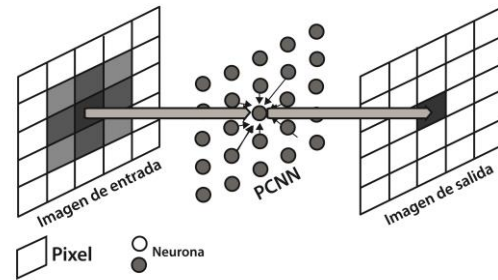 Imagen de entrada
PCNN
Imagen de salida
Pixel
Neurona